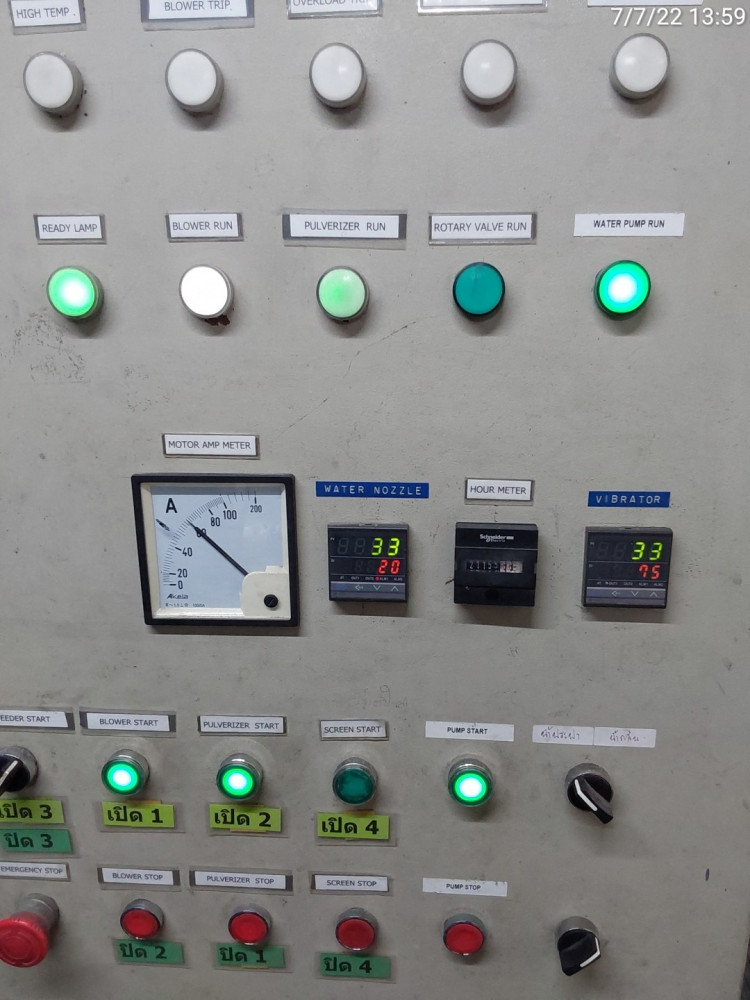 7/7/22 13:59
HIGH TEMP.
BLOWER TRIP.
READY LAMP
BLOWER RUN
PULVERIZER RUN
ROTARY VALVE RUN
WATER PUMP RUN
MOTOR AMP METER
WATER NOZZLE
HOUR METER
VIBRATOR
A
0
20
40
60
80
100
200
33
20
Schneider
33
75
EEDER START
BLOWER START
PULVERIZER START
SCREEN START
PUMP START
เปิด 3
เปิด 1
เปิด 2
เปิด 4
ปิด 3
EMERGENCY STOP
BLOWER STOP
PULVERIZER STOP
SCREEN STOP
PUMP STOP
ปิด 2
ปิด 1
ปิด 4